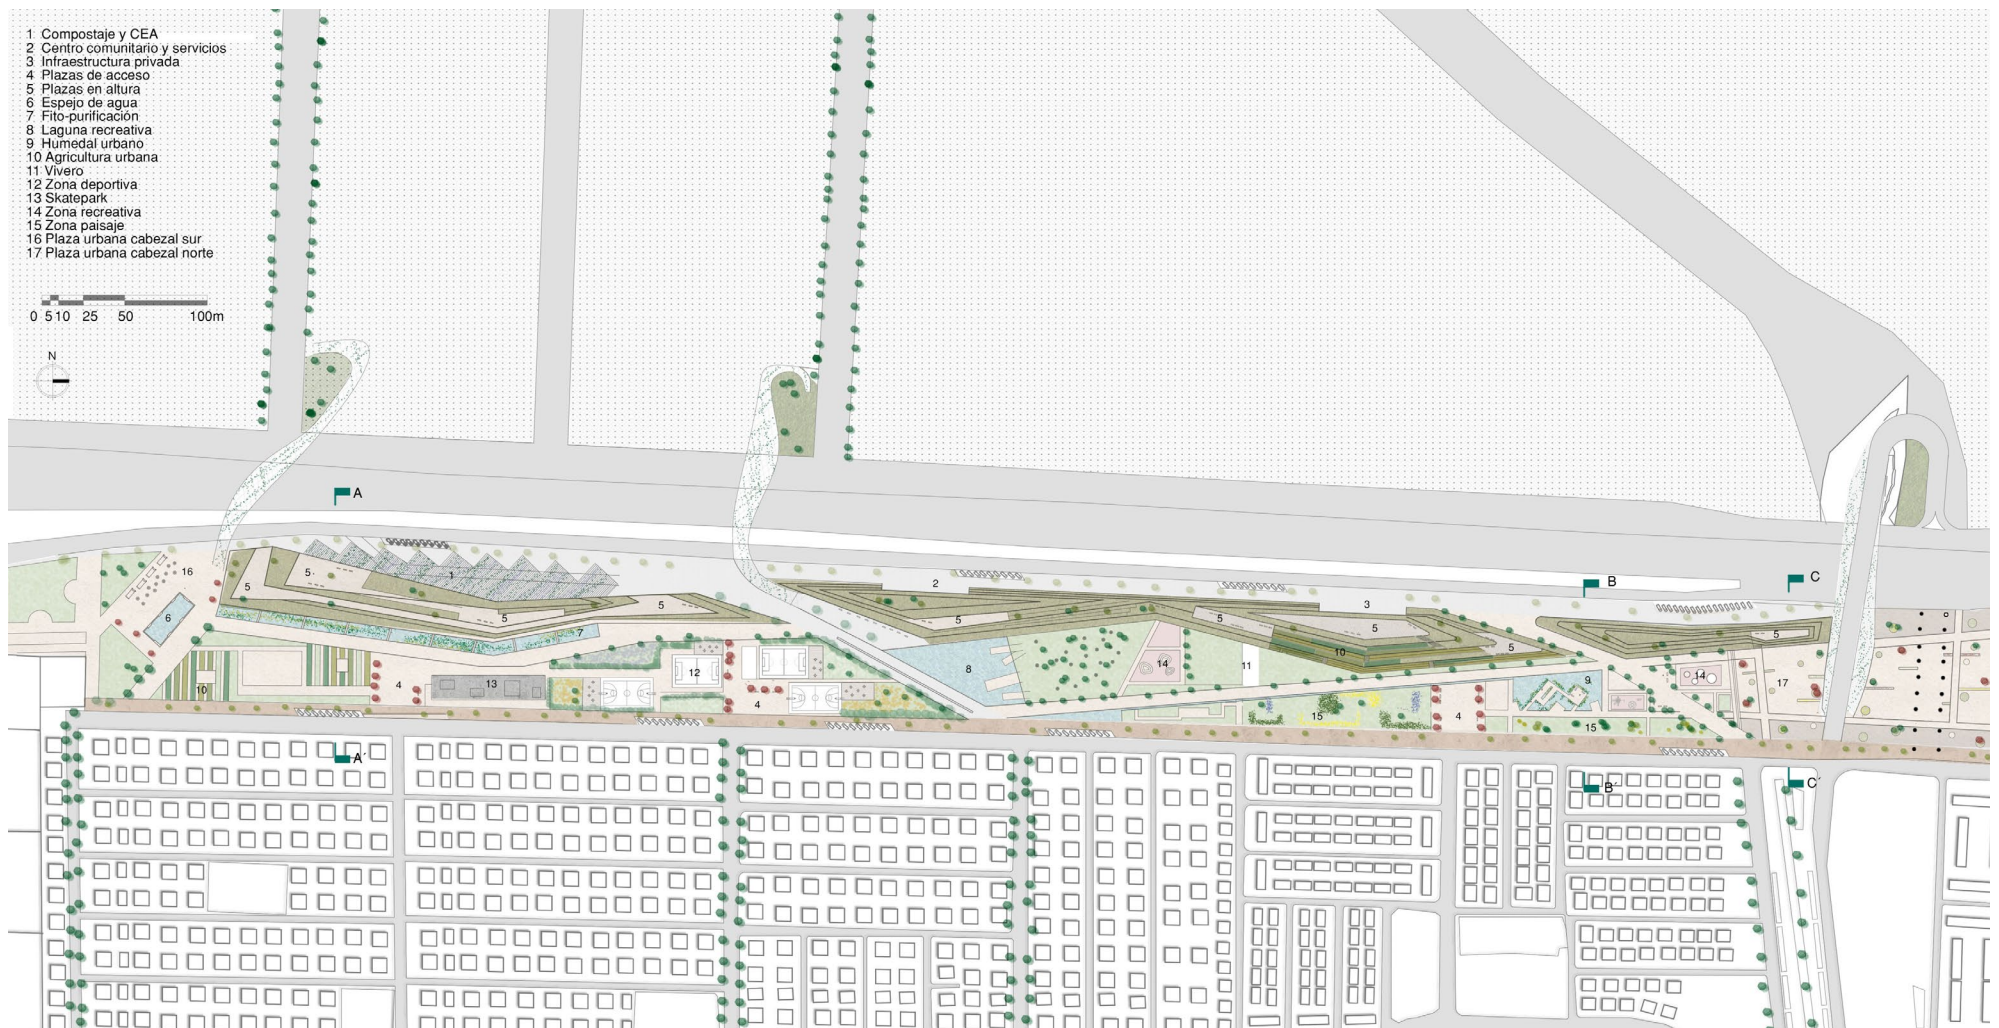 1 Compostaje y CEA
2 Centro comunitario y servicios
3 Infraestructura privada
4 Plazas de acceso
5 Plazas en altura
6 Espejo de agua
7 Fito-purificación
8 Laguna recreativa
9 Humedal urbano
10 Agricultura urbana
11 Vivero
12 Zona deportiva
13 Skatepark
14 Zona recreativa
15 Zona paisaje
16 Plaza urbana cabezal sur
17 Plaza urbana cabezal norte
0 5 10 25 50 100m
N
A
B
C
16
5
5
1
2
3
6
5
5
7
5
5
5
5
5
8
14
11
10
12
14
10
4
13
4
15
4
9
15
17
A´
B´
C´